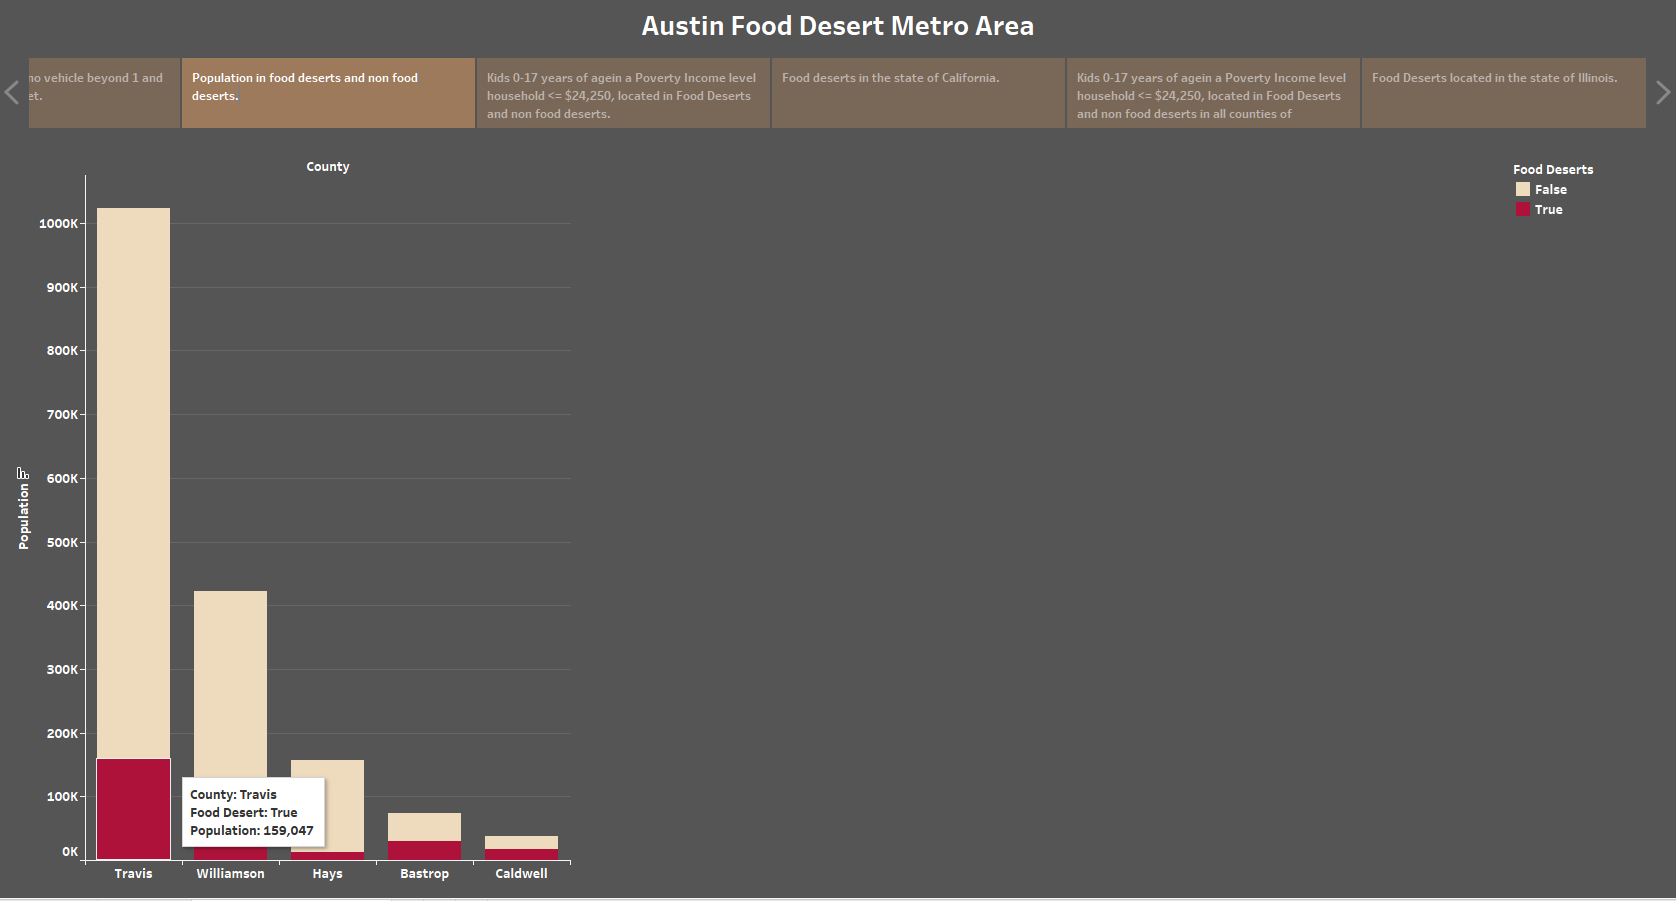 Austin Food Desert Metro Area
no vehicle beyond 1 and
et.
Population in food deserts and non food
deserts.
Kids 0-17 years of agein a Poverty Income level
household <= $24,250, located in Food Deserts
and non food deserts.
Food deserts in the state of California.
Kids 0-17 years of agein a Poverty Income level
household <= $24,250, located in Food Deserts
and non food deserts in all counties of
Food Deserts located in the state of Illinois.
County
Food Deserts
False
True
Population
1000K
900K
800K
700K
600K
500K
400K
300K
200K
100K
0K
County: Travis
Food Desert: True
Population: 159,047
Travis
Williamson
Hays
Bastrop
Caldwell